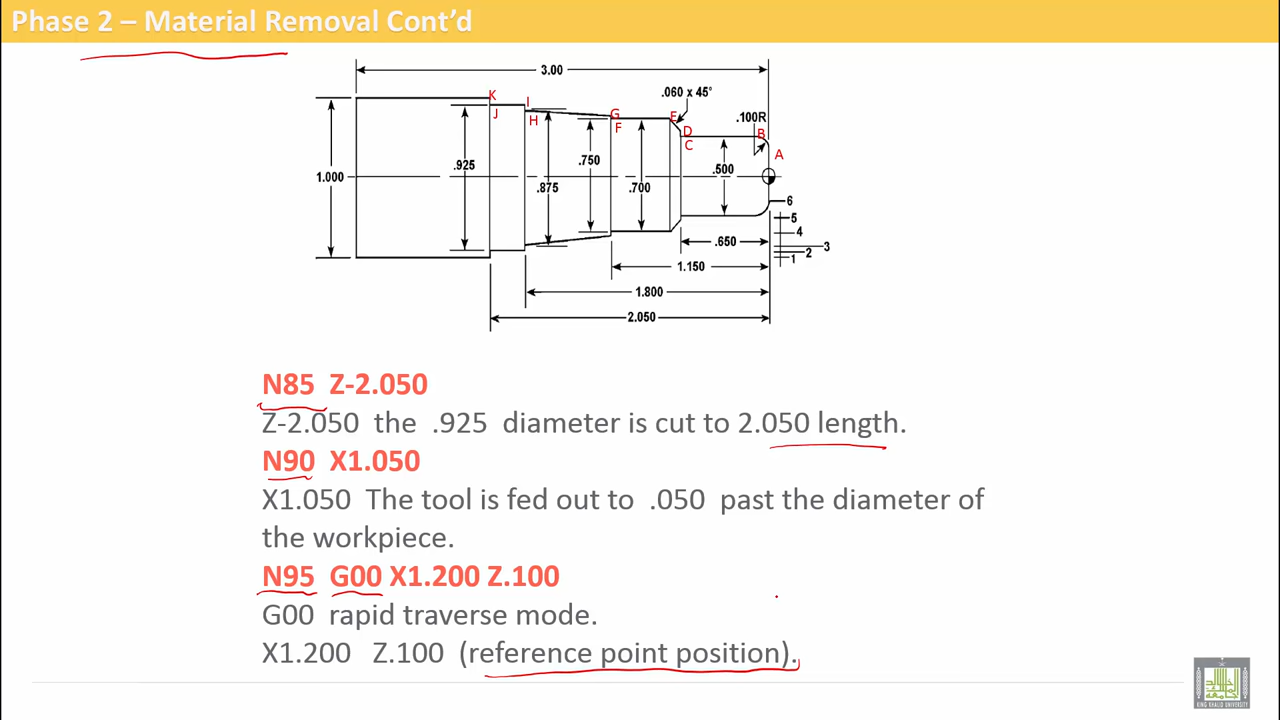 Phase 2 – Material Removal Cont'd
3.00
.060 x 45°
K
I
J
H
G
F
E
D
C
.100R
B
A
1.000
.925
.875
.750
.700
.500
6
5
4
3
2
1
.650
1.150
1.800
2.050
N85 Z-2.050
Z-2.050 the .925 diameter is cut to 2.050 length.
N90 X1.050
X1.050 The tool is fed out to .050 past the diameter of
the workpiece.
N95 G00 X1.200 Z.100
G00 rapid traverse mode.
X1.200 Z.100 (reference point position).
KING KHALID UNIVERSITY